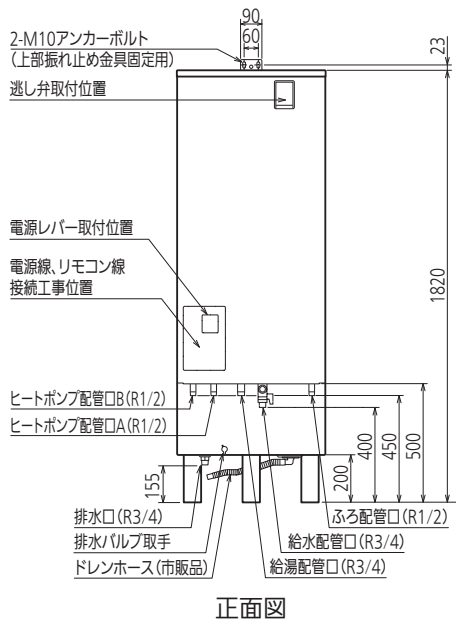 90
60
2-M10アンカーボルト
(上部振れ止め金具固定用)
23
逃し弁取付位置
電源レバー取付位置
電源線、リモコン線
接続工事位置
1820
ヒートポンプ配管口B(R1/2)
ヒートポンプ配管口A(R1/2)
155
200
400
450
500
排水口(R3/4)
排水バルブ取手
ドレンホース(市販品)
ふろ配管口(R1/2)
給水配管口(R3/4)
給湯配管口(R3/4)
正面図